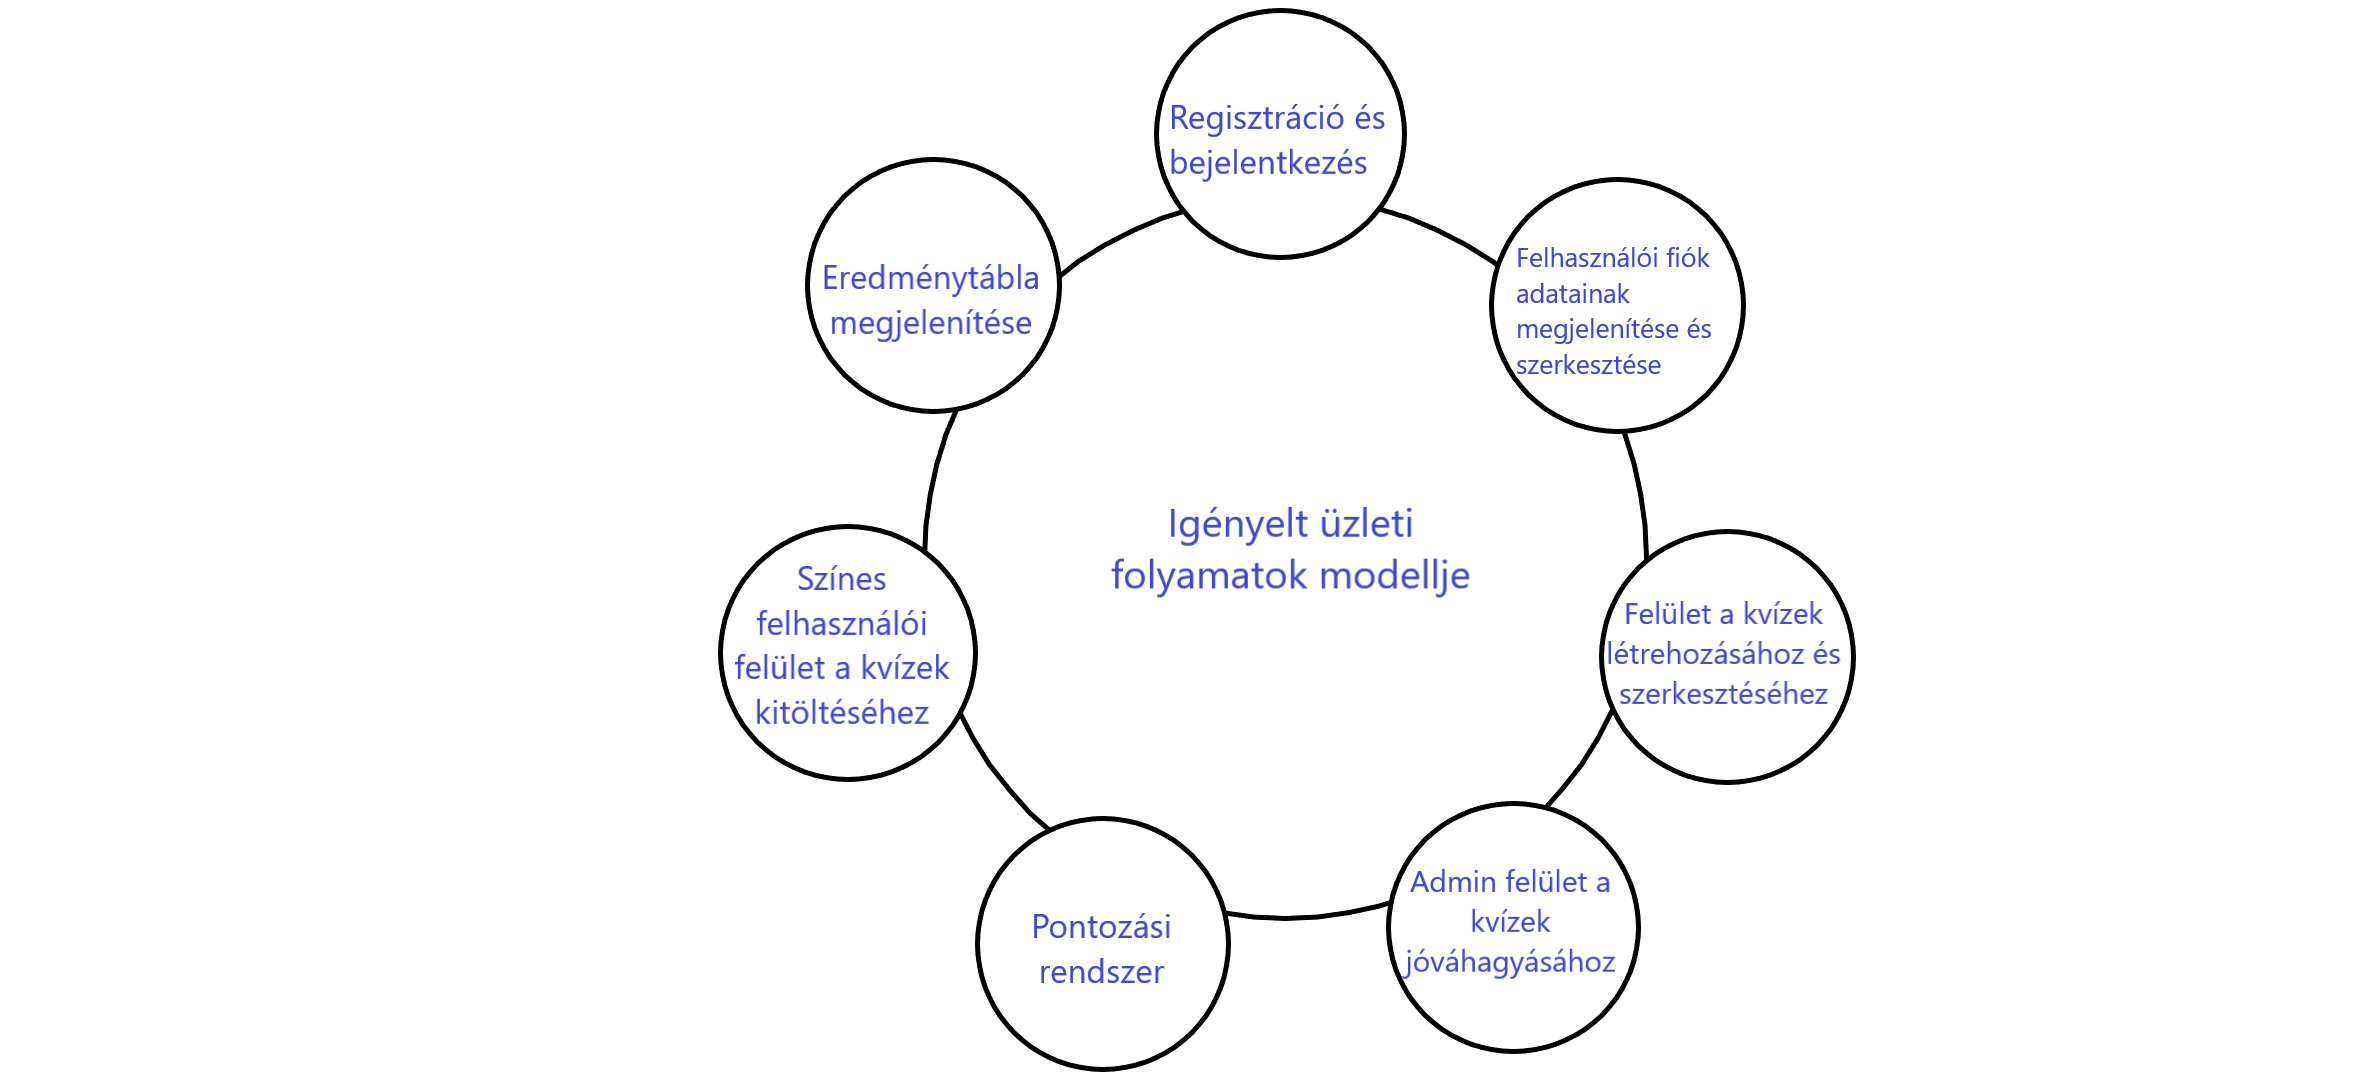 Regisztráció és
bejelentkezés
Felhasználói fiók
adatainak
megjelenítése és
szerkesztése
Felület a kvízek
létrehozásához és
szerkesztéséhez
Admin felület a
kvízek
jóváhagyásához
Pontozási
rendszer
Színes
felhasználói
felület a kvízek
kitöltéséhez
Eredménytábla
megjelenítése
Igényelt üzleti
folyamatok modellje